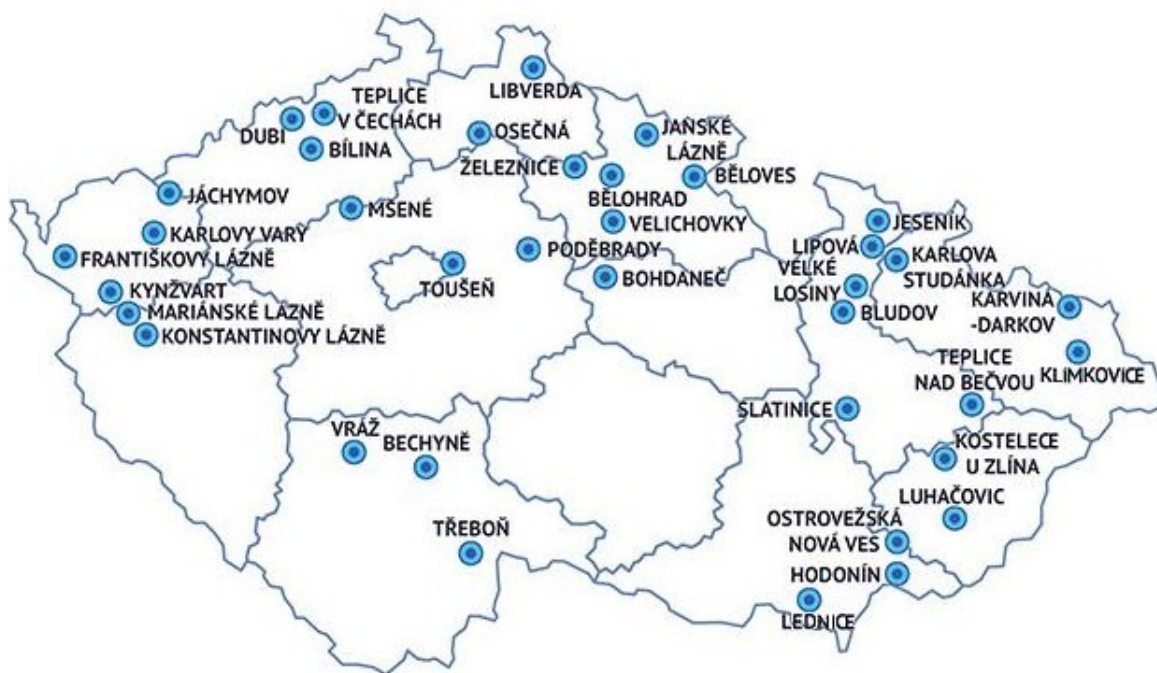 LIBVERDA
TEPLICE
V ČECHÁCH
DUBI
BÍLINA
OSEČNÁ
JANSKÉ
LÁZNĚ
ŽELEZNICE
BĚLOVES
BĚLOHRAD
JÁCHYMOV
MŠENÉ
VELICHOVKY
JESENÍK
KARLOVY VARY
FRANTIŠKOVY LÁZNĚ
PODĚBRADY
LIPOVÁ
KARLOVA
STUDÁNKA
TOUŠEŇ
BOHDANEČ
VELKÉ
LOSINY
KYNŽVART
MARIÁNSKÉ LÁZNĚ
KONSTANTINOVY LÁZNĚ
BLUDOV
KARVINÁ
-DARKOV
TEPLICE
NAD BEČVOU
KLIMKOVICE
SLATINICE
VRÁŽ
BECHYNĚ
KOSTELECE
U ZLÍNA
LUHAČOVIC
TŘEBOŇ
OSTROVEŽSKÁ
NOVÁ VES
HODONÍN
LEDNICE